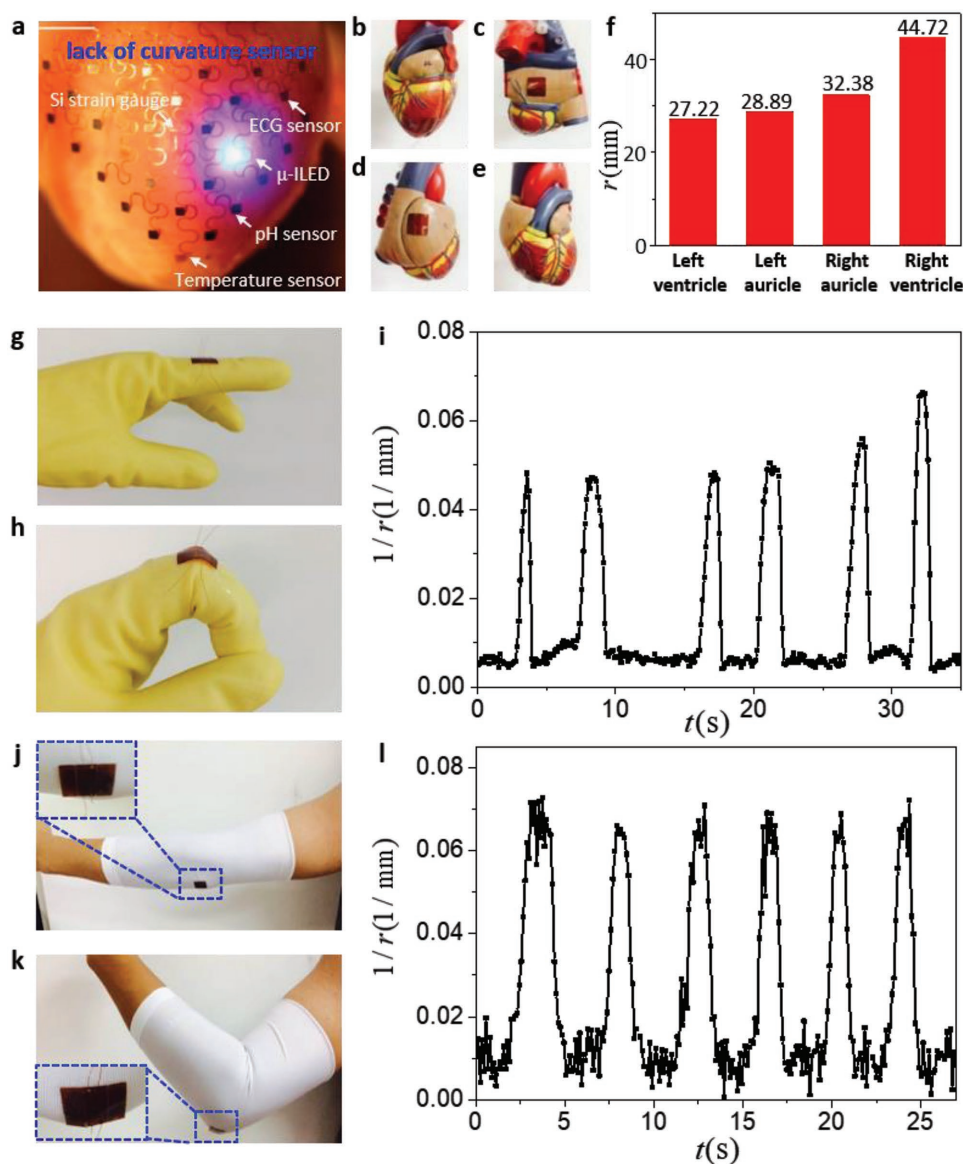 a
lack of curvature sensor
Si strain gauge
ECG sensor
μ-ILED
pH sensor
Temperature sensor
b
c
d
e
f
r(mm)
40
20
0
27.22
28.89
32.38
44.72
Left ventricle
Left auricle
Right auricle
Right ventricle
g
h
i
1/r(1/mm)
0.08
0.06
0.04
0.02
0.00
0
10
20
30
t(s)
j
k
l
1/r(1/mm)
0.08
0.06
0.04
0.02
0.00
0
5
10
15
20
25
t(s)